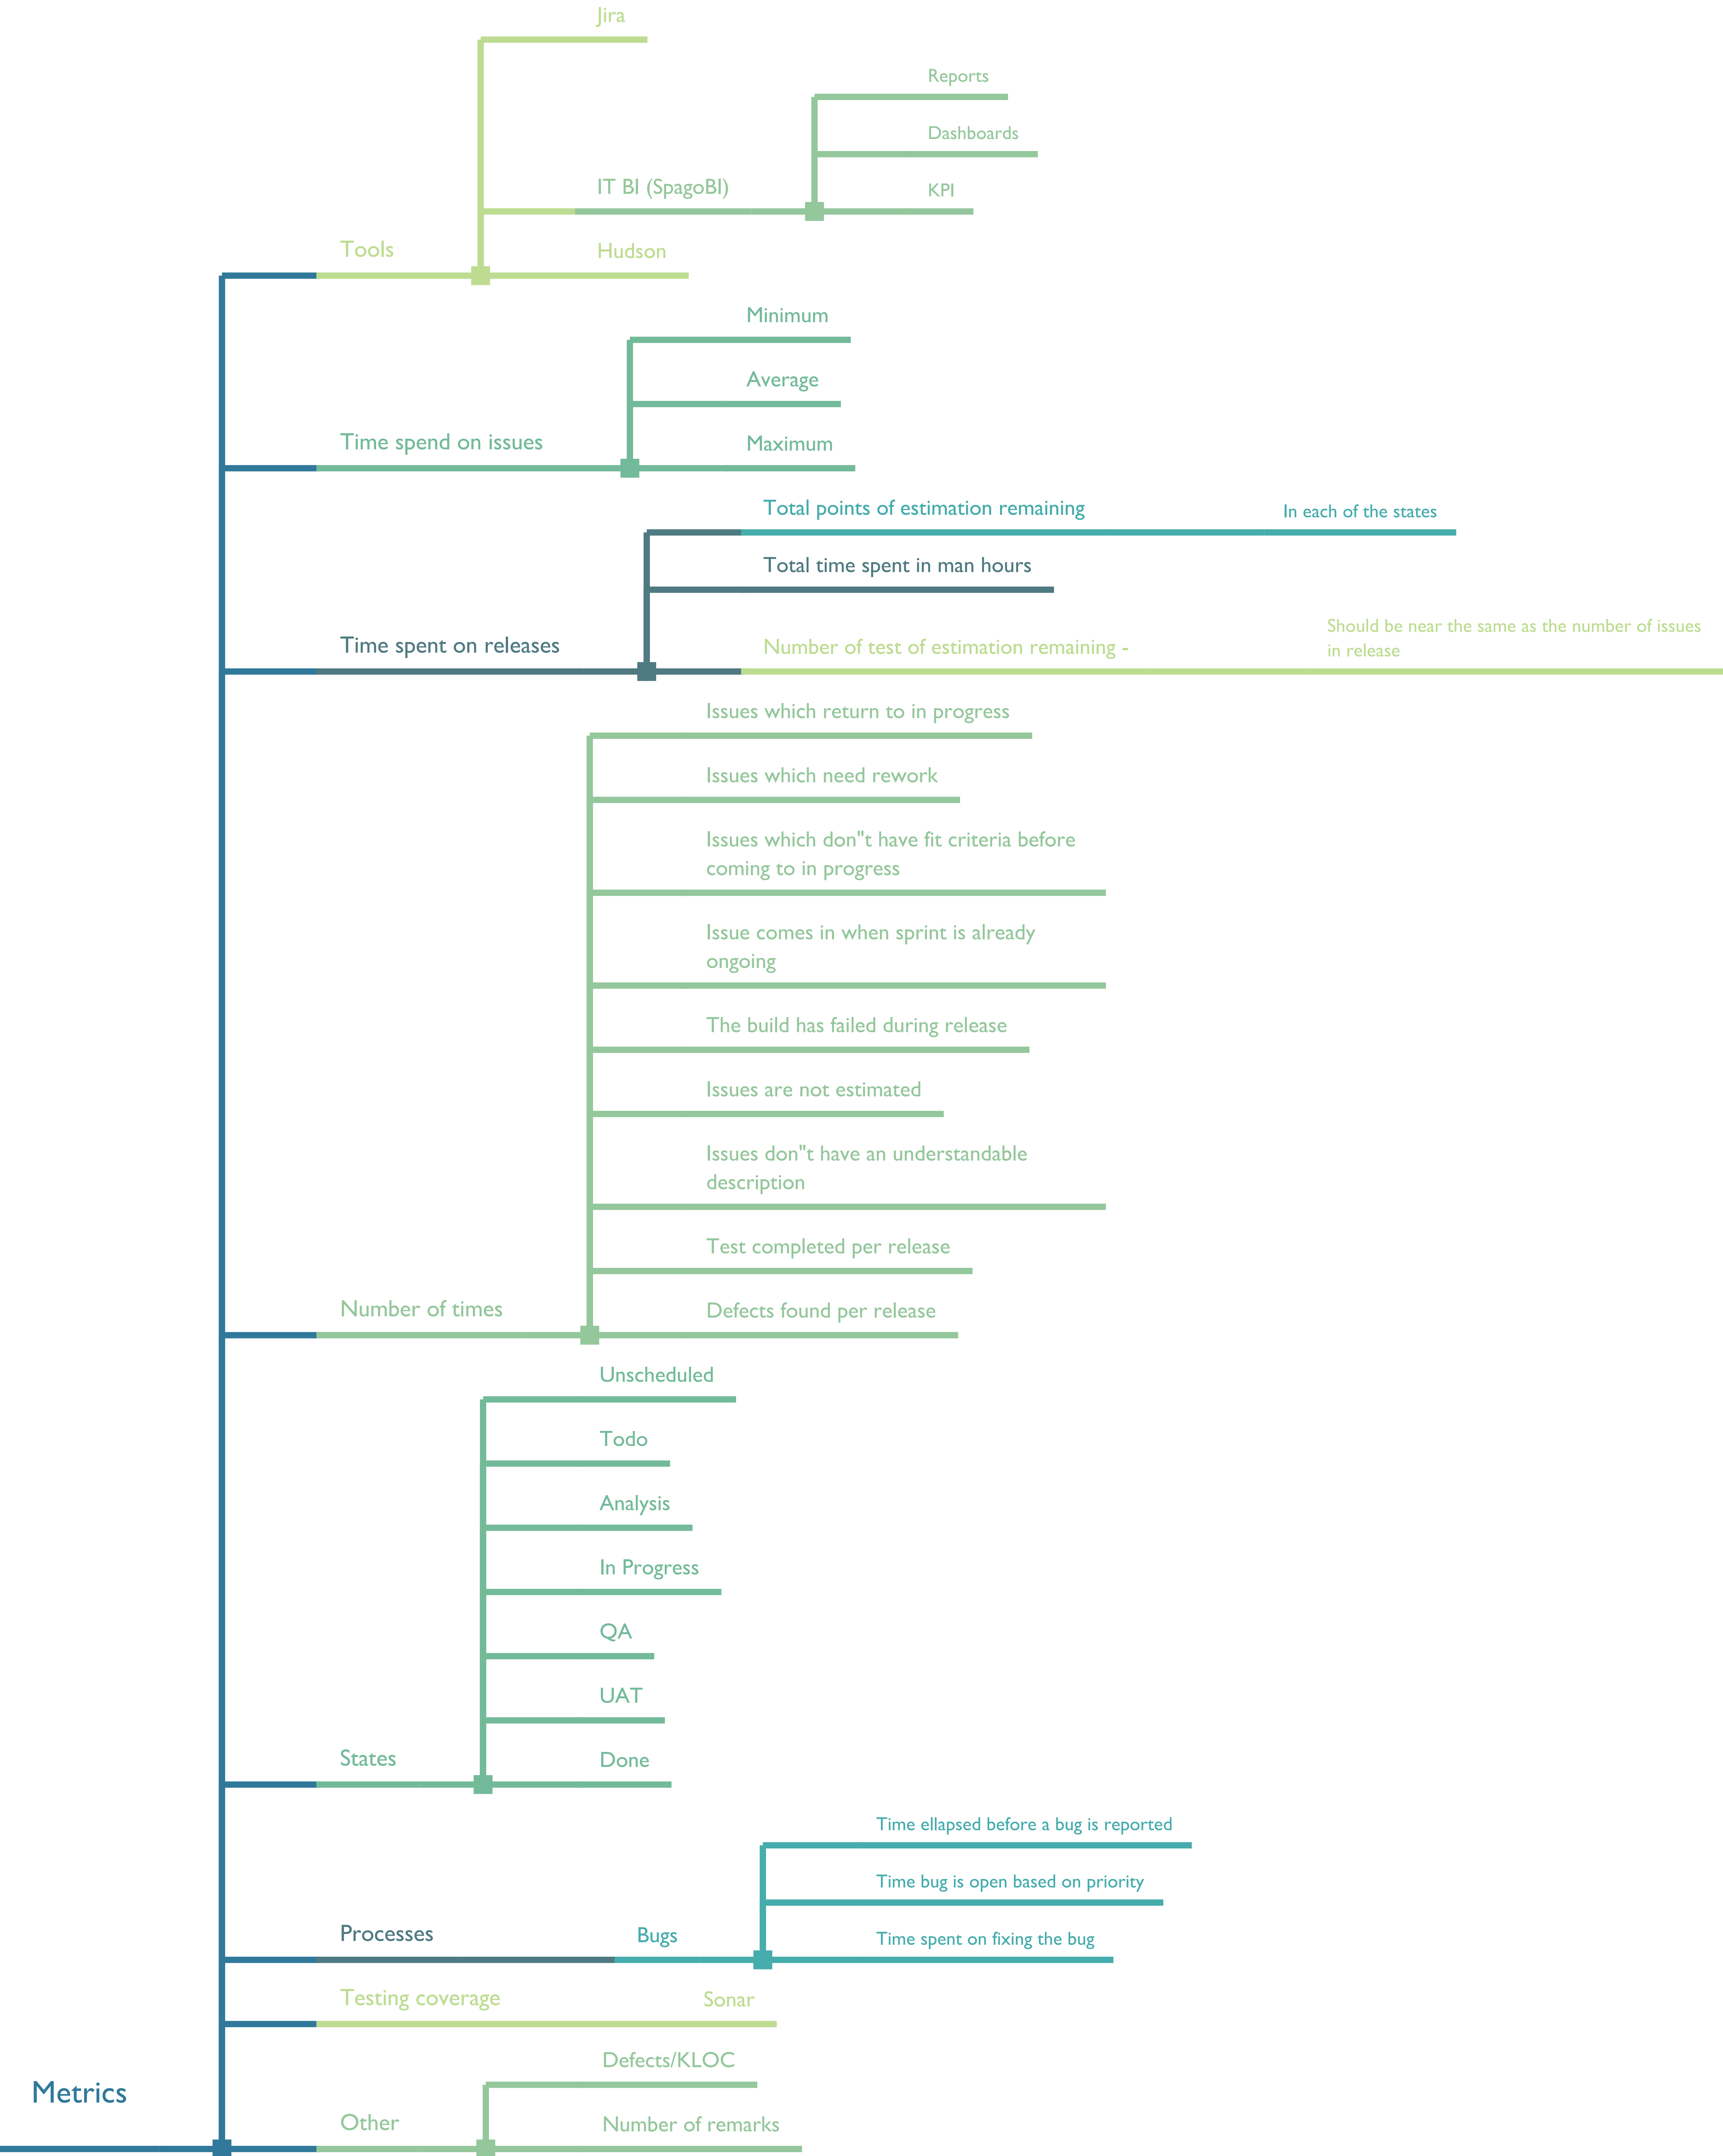 Jira
Reports
Dashboards
IT BI (SpagoBI)
KPI
Tools
Hudson
Minimum
Average
Time spend on issues
Maximum
Total points of estimation remaining
In each of the states
Total time spent in man hours
Time spent on releases
Number of test of estimation remaining -
Should be near the same as the number of issues
in release
Issues which return to in progress
Issues which need rework
Issues which don"t have fit criteria before
coming to in progress
Issue comes in when sprint is already
ongoing
The build has failed during release
Issues are not estimated
Issues don"t have an understandable
description
Test completed per release
Number of times
Defects found per release
Unscheduled
Todo
Analysis
In Progress
QA
UAT
States
Done
Time ellapsed before a bug is reported
Time bug is open based on priority
Processes
Bugs
Time spent on fixing the bug
Testing coverage
Sonar
Defects/KLOC
Metrics
Other
Number of remarks